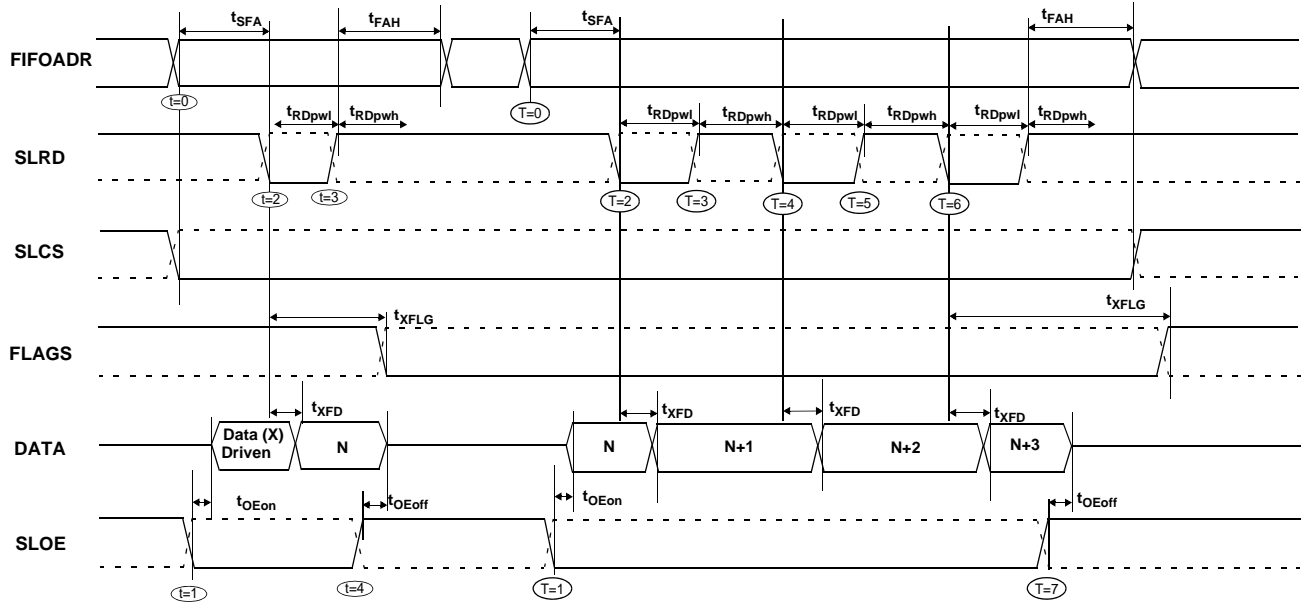 tSFA tFAH tSFA tFAH
FIFOADR
t=0 T=0
tRDpwl tRDpwh tRDpwl tRDpwh tRDpwl tRDpwh tRDpwl tRDpwh
SLRD
t=2 t=3 T=2 T=3 T=4 T=5 T=6
SLCS
tXFLG tXFLG
FLAGS
tXFD tXFD tXFD tXFD
DATA
Data (X)
Driven
N N N+1 N+2 N+3
tOEon tOEoff tOEon tOEoff
SLOE
t=1 t=4 T=1 T=7